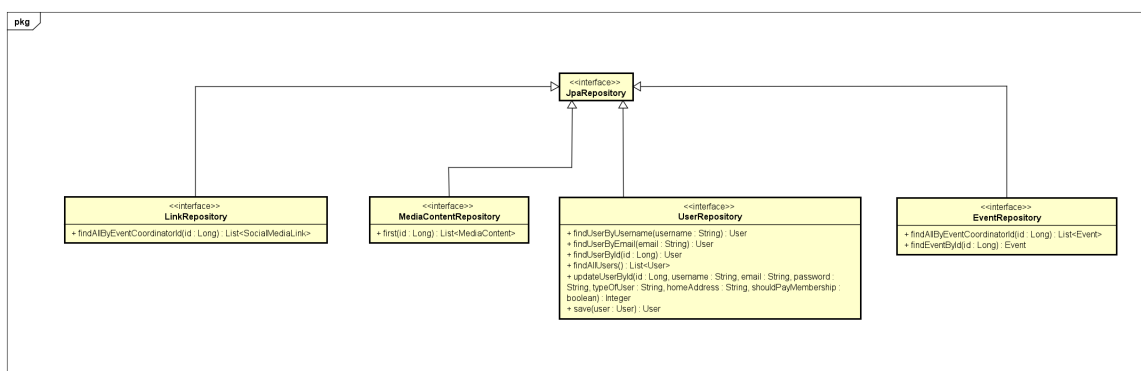 pkg
<<interface>>
JpaRepository
<<interface>>
LinkRepository
+ findAllByEventCoordinatorId(id : Long) : List<SocialMediaLink>
<<interface>>
MediaContentRepository
+ first(id : Long) : List<MediaContent>
<<interface>>
UserRepository
+ findUserByUsername(username : String) : User
+ findUserByEmail(email : String) : User
+ findUserById(id : Long) : User
+ findAllUsers() : List<User>
+ updateUserById(id : Long, username : String, email : String, password :
String, typeOfUser : String, homeAddress : String, shouldPayMembership :
boolean) : Integer
+ save(user : User) : User
<<interface>>
EventRepository
+ findAllByEventCoordinatorId(id : Long) : List<Event>
+ findEventById(id : Long) : Event